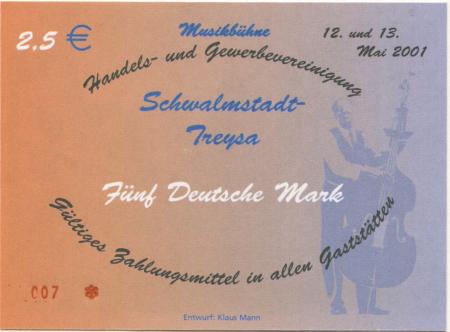 2,5 €
Musikbühne
12. und 13.
Mai 2001
Handels- und Gewerbevereinigung
Schwalmstadt-
Treysa
Fünf Deutsche Mark
Gültiges Zahlungsmittel in allen Gaststätten
007
Entwurf: Klaus Mann